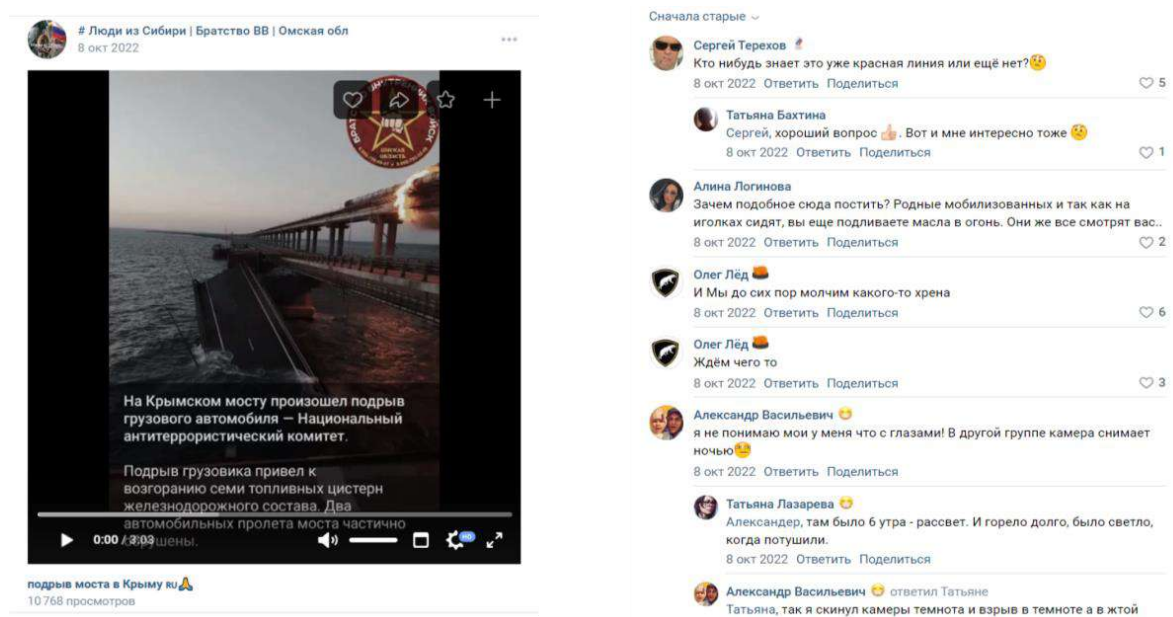 # Люди из Сибири | Братство ВВ | Омская обл
8 окт 2022
ОМСКАЯ
ОБЛАСТЬ
На Крымском мосту произошел подрыв
грузового автомобиля — Национальный
антитеррористический комитет.
Подрыв грузовика привел к
возгоранию семи топливных цистерн
железнодорожного состава. Два
автомобильных пролета моста частично
обрушены.
0:00 / 3:03
HD
подрыв моста в Крыму RU🙏
10 768 просмотров
Сначала старые
Сергей Терехов
Кто нибудь знает это уже красная линия или ещё нет?🤨
8 окт 2022 Ответить Поделиться
5
Татьяна Бахтина
Сергей, хороший вопрос 👍. Вот и мне интересно тоже 🤨
8 окт 2022 Ответить Поделиться
1
Алина Логинова
Зачем подобное сюда постить? Родные мобилизованных и так как на
иголках сидят, вы еще подливаете масла в огонь. Они же все смотрят вас..
8 окт 2022 Ответить Поделиться
2
Олег Лёд
И Мы до сих пор молчим какого-то хрена
8 окт 2022 Ответить Поделиться
6
Олег Лёд
Ждём чего то
8 окт 2022 Ответить Поделиться
3
Александр Васильевич
я не понимаю мои у меня что с глазами! В другой группе камера снимает
ночью🤨
8 окт 2022 Ответить Поделиться
Татьяна Лазарева
Александер, там было 6 утра - рассвет. И горело долго, было светло,
когда потушили.
8 окт 2022 Ответить Поделиться
Александр Васильевич ответил Татьяне
Татьяна, так я скинул камеры темнота и взрыв в темноте а в жтой